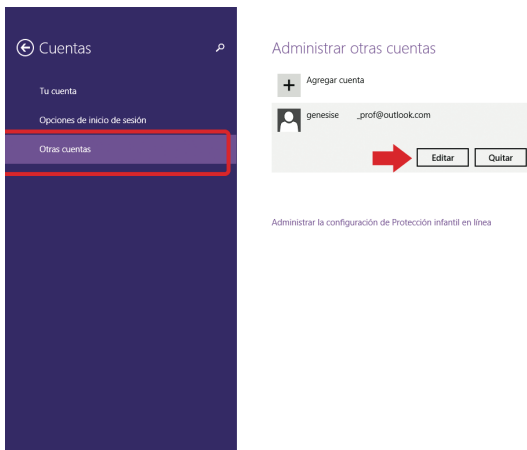 Cuentas
Tu cuenta
Opciones de inicio de sesión
Otras cuentas
Administrar otras cuentas
Agregar cuenta
genesise _prof@outlook.com
Editar Quitar
Administrar la configuración de Protección infantil en línea